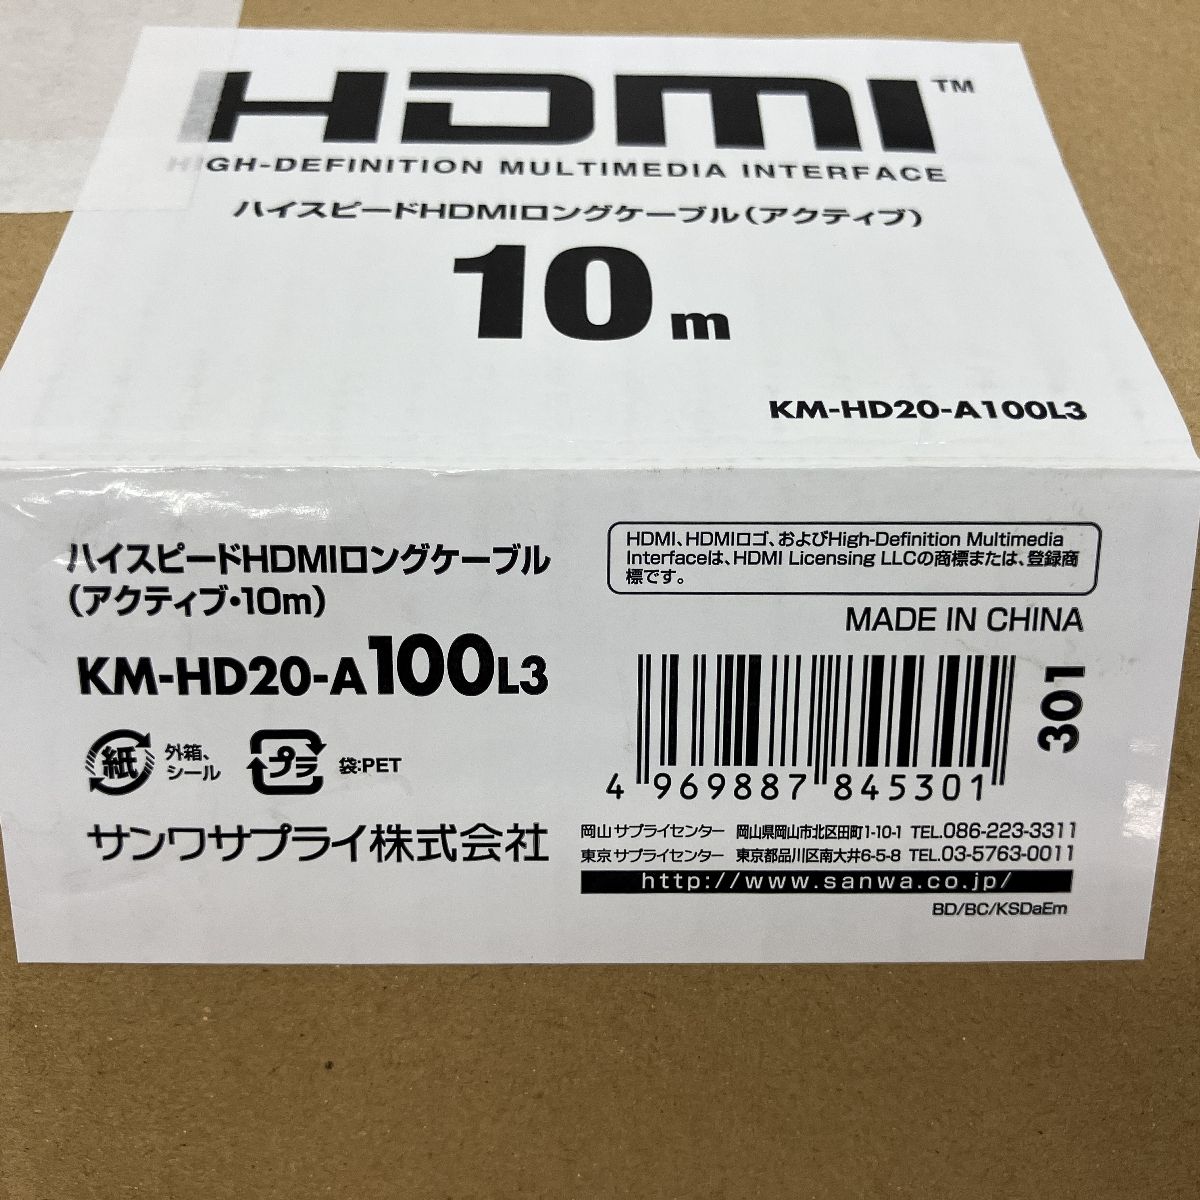 HDMI™
HIGH-DEFINITION MULTIMEDIA INTERFACE
ハイスピードHDMIロングケーブル(アクティブ)
10m
KM-HD20-A100L3
ハイスピードHDMIロングケーブル
(アクティブ・10m)
KM-HD20-A100L3
紙 外箱、
シール
プラ 袋:PET
サンワサプライ株式会社
HDMI、HDMIロゴ、およびHigh-Definition Multimedia
Interfaceは、HDMI Licensing LLCの商標または、登録商
標です。
MADE IN CHINA
301
4 969887 845301
岡山サプライセンター 岡山県岡山市北区田町1-10-1 TEL.086-223-3311
東京サプライセンター 東京都品川区南大井6-5-8 TEL.03-5763-0011
http://www.sanwa.co.jp/
BD/BC/KSDaEm